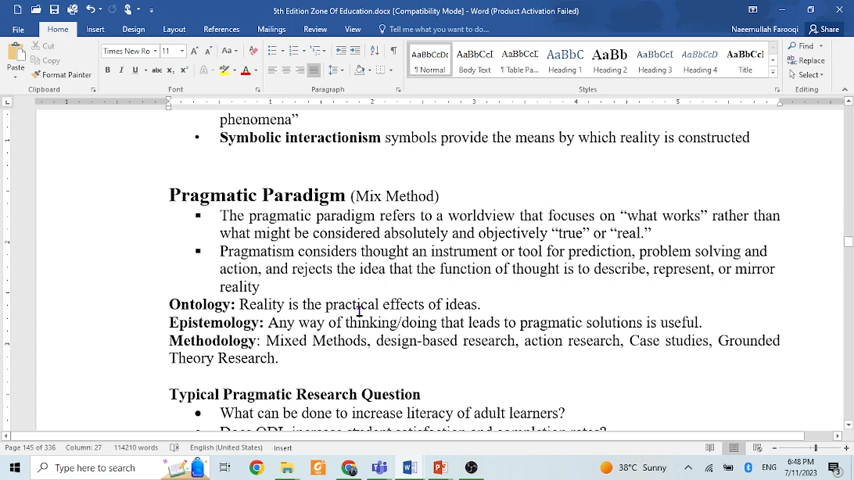 5th Edition Zone Of Education.docx [Compatibility Mode] - Word (Product Activation Failed)
Naeemullah Farooqi
File Home Insert Design Layout References Mailings Review View Help Tell me what you want to do Share
Cut
Copy
Format Painter
Paste
Clipboard
Times New Ro 11
Font
Paragraph
AaBbCcDc AaBbCcI AaBbCcD AaBbC AaBb AaBbCcI AaBbCcD AaBbCcI
¶ Normal Body Text ¶ Table Pa... Heading 1 Heading 2 Heading 3 Heading 4 Title
Styles
Find
Replace
Select
Editing
phenomena”
• Symbolic interactionism symbols provide the means by which reality is constructed
Pragmatic Paradigm (Mix Method)
▪ The pragmatic paradigm refers to a worldview that focuses on “what works” rather than
what might be considered absolutely and objectively “true” or “real.”
▪ Pragmatism considers thought an instrument or tool for prediction, problem solving and
action, and rejects the idea that the function of thought is to describe, represent, or mirror
reality
Ontology: Reality is the practical effects of ideas.
Epistemology: Any way of thinking/doing that leads to pragmatic solutions is useful.
Methodology: Mixed Methods, design-based research, action research, Case studies, Grounded
Theory Research.
Typical Pragmatic Research Question
• What can be done to increase literacy of adult learners?
• Does ODL increase student satisfaction and completion rates?
Page 145 of 336 Column: 27 114210 words English (United States) Insert
Type here to search
38°C Sunny
ENG
6:48 PM
7/11/2023